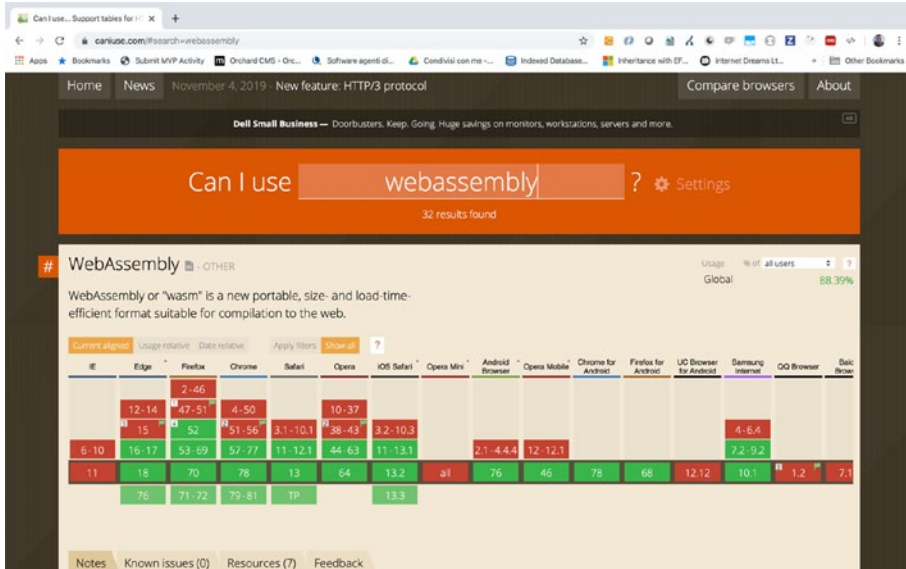 Can I use... Support tables for H
caniuse.com/#search=webassembly
Apps Bookmarks Submit MVP Activity Orchard CMS - Orc... Software agenti di... Condivisi con me -... Indexed Database... Inheritance with EF... Internet Dreams Lt... » Other Bookmarks
Home News November 4, 2019 - New feature: HTTP/3 protocol Compare browsers About
Dell Small Business — Doorbusters. Keep. Going. Huge savings on monitors, workstations, servers and more.
Can I use webassembly ? Settings
32 results found
# WebAssembly - OTHER
Usage % of all users ?
Global 88.39%
WebAssembly or "wasm" is a new portable, size- and load-time-
efficient format suitable for compilation to the web.
Current aligned Usage relative Date relative Apply filters Show all ?
IE Edge * Firefox Chrome Safari Opera iOS Safari * Opera Mini * Android Browser * Opera Mobile * Chrome for Android Firefox for Android UC Browser for Android Samsung Internet QQ Browser
2-46
12-14 1 47-51 4-50 10-37
3 15 4 52 2 51-56 3.1-10.1 2 38-43 3.2-10.3 4-6.4
6-10 16-17 53-69 57-77 11-12.1 44-63 11-13.1 2.1-4.4.4 12-12.1 7.2-9.2
11 18 70 78 13 64 13.2 all 76 46 78 68 12.12 10.1 2 1.2 7.1
76 71-72 79-81 TP 13.3
Notes Known issues (0) Resources (7) Feedback